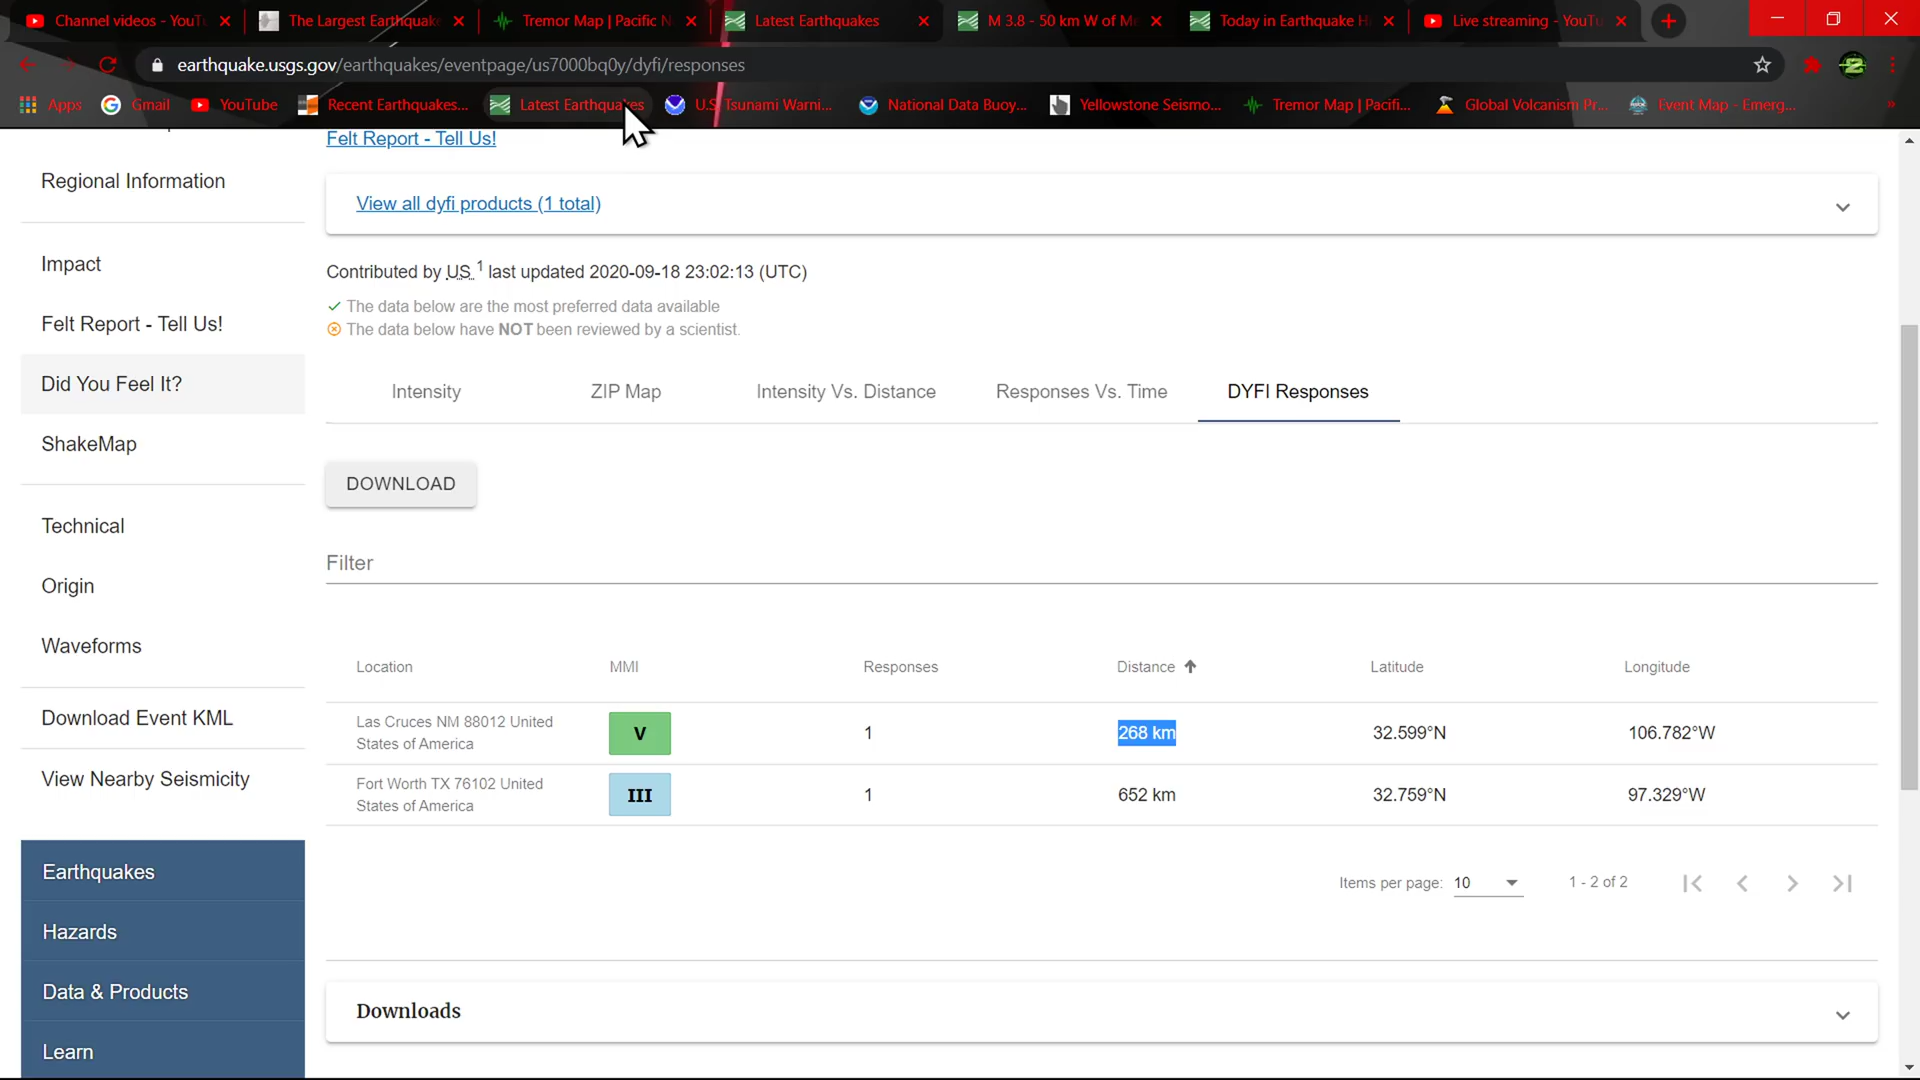 Channel videos - YouTu
The Largest Earthquake
Tremor Map | Pacific N
Latest Earthquakes
M 3.8 - 50 km W of Me
Today in Earthquake Hi
Live streaming - YouTu
earthquake.usgs.gov/earthquakes/eventpage/us7000bq0y/dyfi/responses
Apps
Gmail
YouTube
Recent Earthquakes...
Latest Earthquakes
U.S. Tsunami Warni...
National Data Buoy...
Yellowstone Seismo...
Tremor Map | Pacifi...
Global Volcanism Pr...
Event Map - Emerg...
»
Felt Report - Tell Us!
Regional Information
View all dyfi products (1 total)
Impact
Contributed by US 1 last updated 2020-09-18 23:02:13 (UTC)
The data below are the most preferred data available
Felt Report - Tell Us!
The data below have NOT been reviewed by a scientist.
Did You Feel It?
Intensity
ZIP Map
Intensity Vs. Distance
Responses Vs. Time
DYFI Responses
ShakeMap
DOWNLOAD
Technical
Filter
Origin
Waveforms
Location MMI Responses Distance Latitude Longitude
Download Event KML
Las Cruces NM 88012 United
States of America
V 1 268 km 32.599°N 106.782°W
View Nearby Seismicity
Fort Worth TX 76102 United
States of America
III 1 652 km 32.759°N 97.329°W
Earthquakes
Items per page: 10 1 - 2 of 2
Hazards
Data & Products
Downloads
Learn